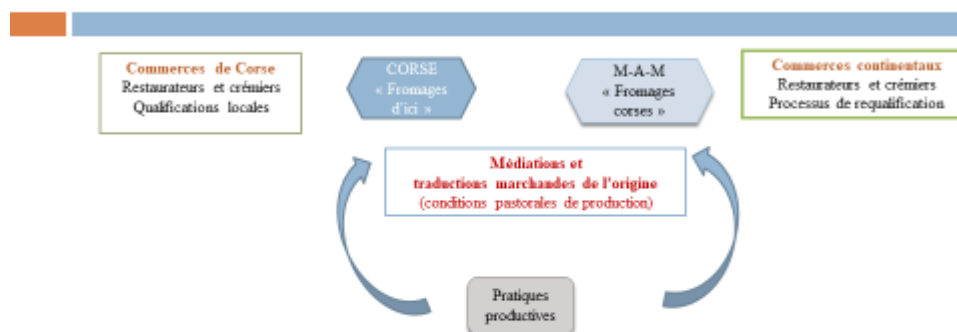 Commerces de Corse
Restaurateurs et crémiers
Qualifications locales
CORSE
« Fromages
d'ici »
M-A-M
« Fromages
corses »
Commerces continentaux
Restaurateurs et crémiers
Processus de requalification
Médiations et
traductions marchandes de l'origine
(conditions pastorales de production)
Pratiques
productives